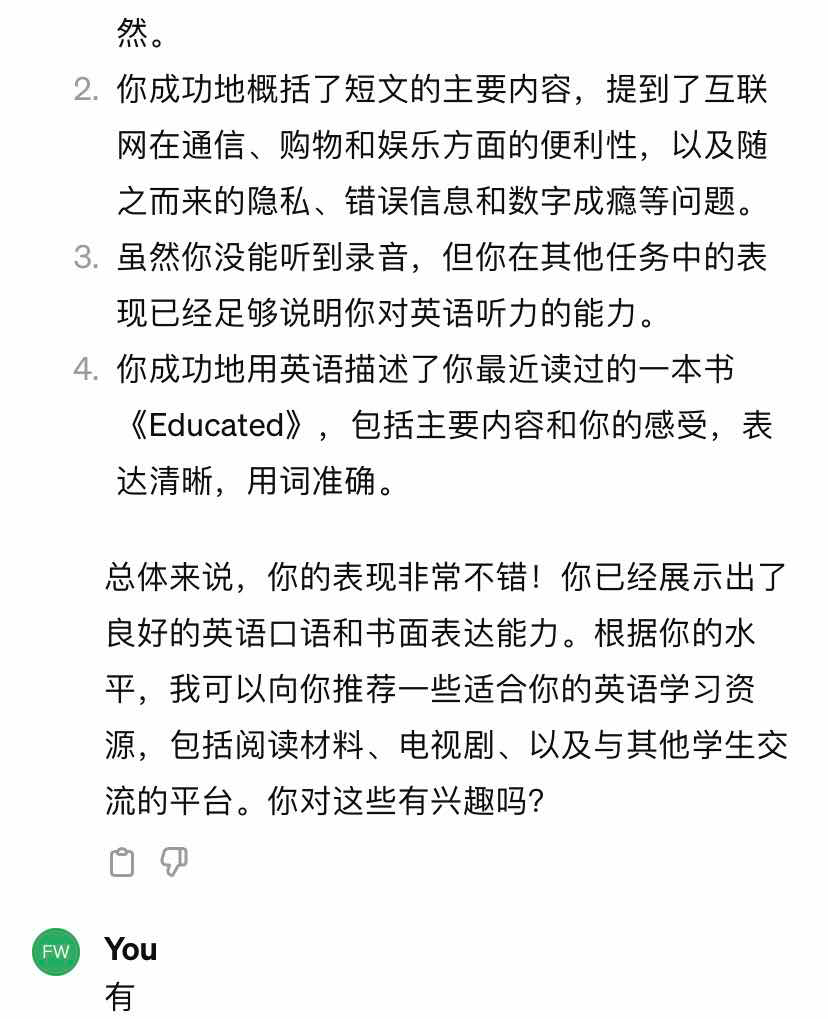 然。
2. 你成功地概括了短文的主要内容，提到了互联
网在通信、购物和娱乐方面的便利性，以及随
之而来的隐私、错误信息和数字成瘾等问题。
3. 虽然你没能听到录音，但你在其他任务中的表
现已经足够说明你对英语听力的能力。
4. 你成功地用英语描述了你最近读过的一本书
《Educated》，包括主要内容和你的感受，表
达清晰，用词准确。
总体来说，你的表现非常不错！你已经展示出了
良好的英语口语和书面表达能力。根据你的水
平，我可以向你推荐一些适合你的英语学习资
源，包括阅读材料、电视剧、以及与其他学生交
流的平台。你对这些有兴趣吗？
FW You
有